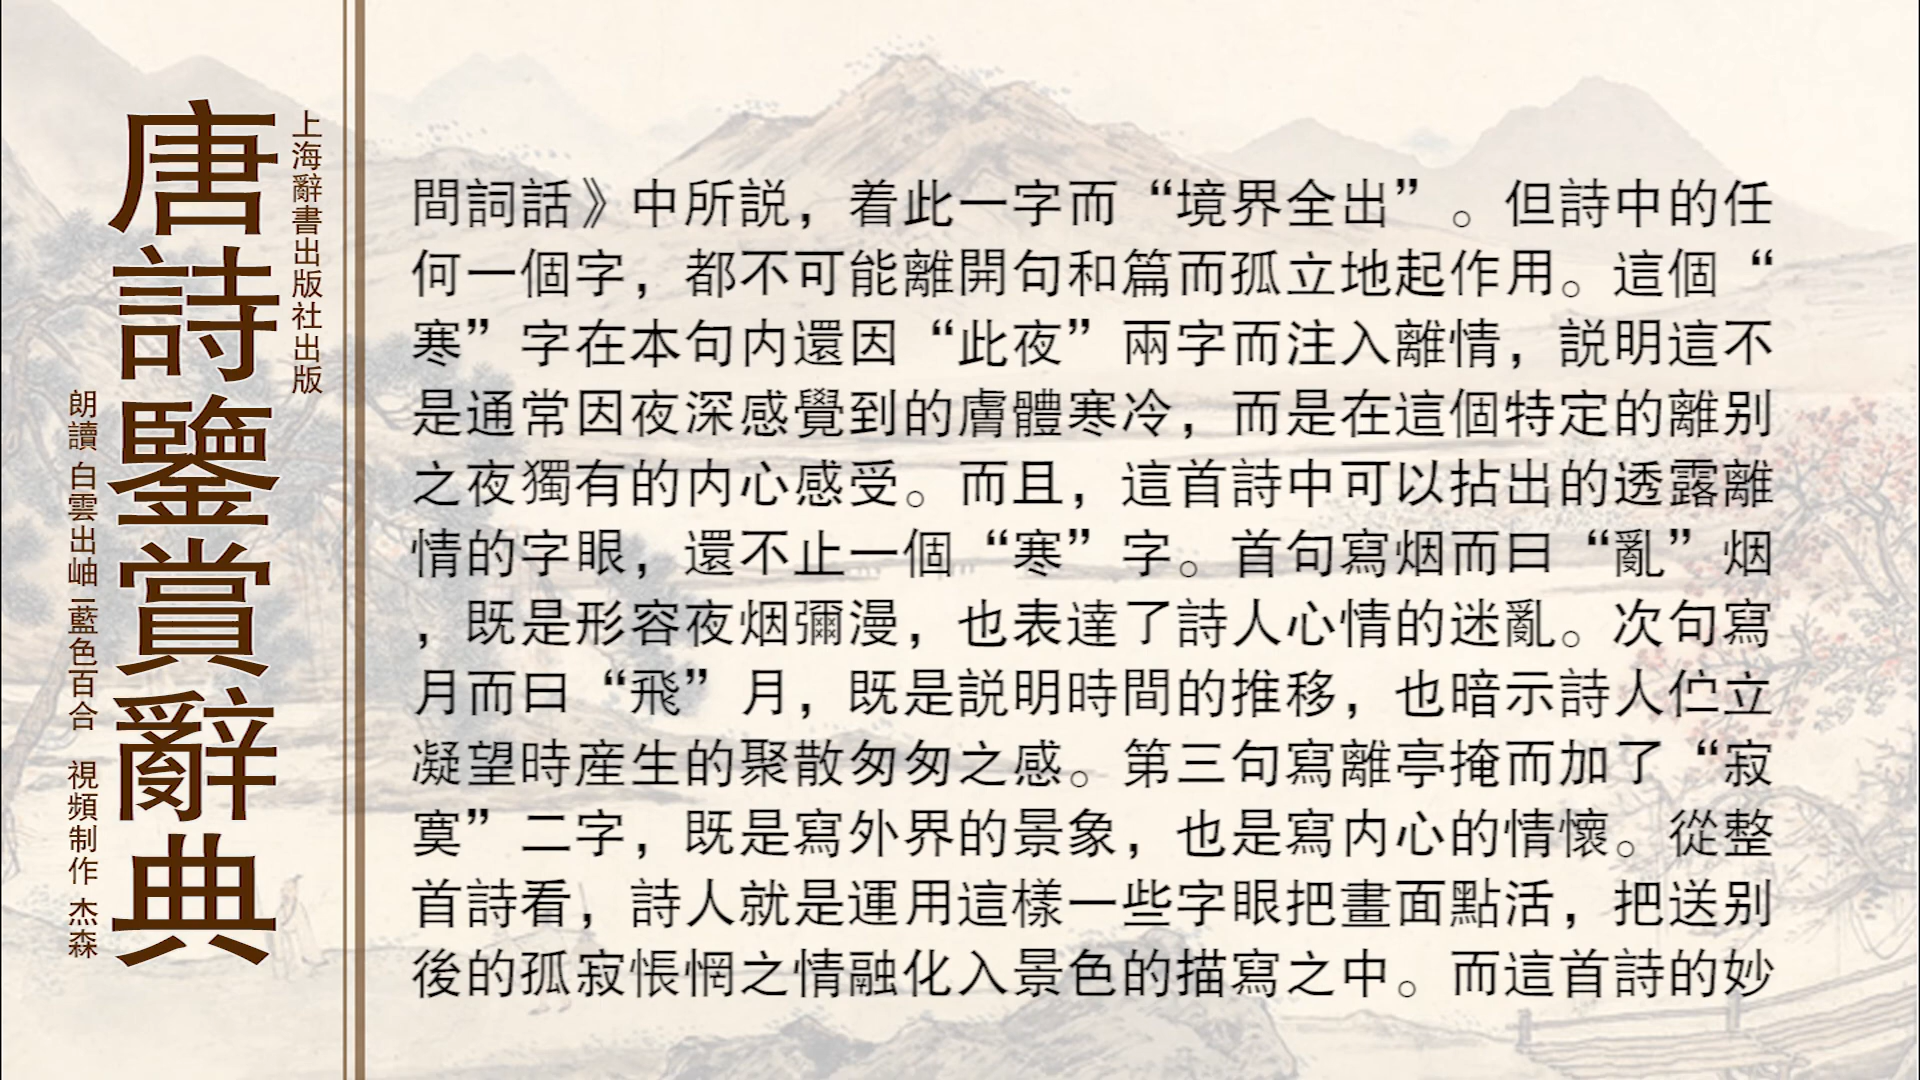 唐詩鑒賞辭典
上海辭書出版社出版
朗讀 白雲出岫-藍色百合 視頻制作 杰森
間詞話》中所説，着此一字而“境界全出”。但詩中的任
何一個字，都不可能離開句和篇而孤立地起作用。這個“
寒”字在本句内還因“此夜”兩字而注入離情，説明這不
是通常因夜深感覺到的膚體寒冷，而是在這個特定的離别
之夜獨有的内心感受。而且，這首詩中可以拈出的透露離
情的字眼，還不止一個“寒”字。首句寫烟而曰“亂”烟
，既是形容夜烟彌漫，也表達了詩人心情的迷亂。次句寫
月而曰“飛”月，既是説明時間的推移，也暗示詩人伫立
凝望時産生的聚散匆匆之感。第三句寫離亭掩而加了“寂
寞”二字，既是寫外界的景象，也是寫内心的情懷。從整
首詩看，詩人就是運用這樣一些字眼把畫面點活，把送别
後的孤寂悵惘之情融化入景色的描寫之中。而這首詩的妙